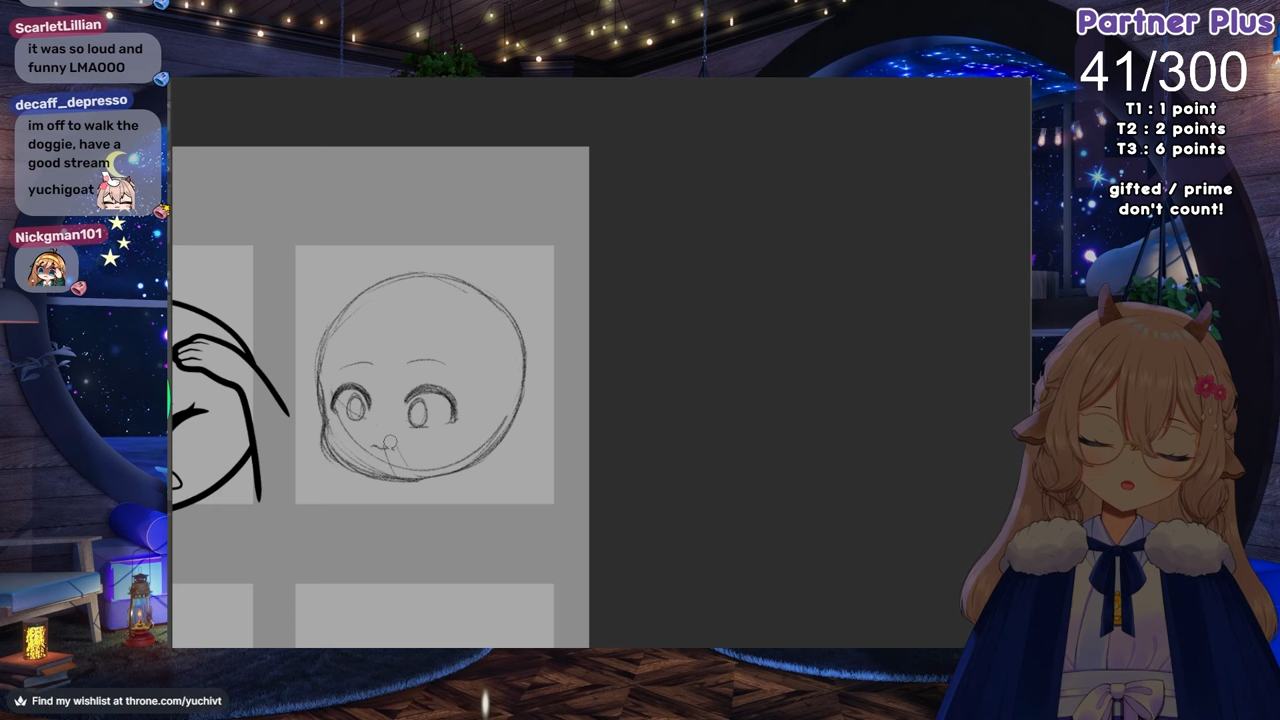 ScarletLillian
it was so loud and
funny LMAOOO
decaff_depresso
im off to walk the
doggie, have a
good stream
yuchigoat
Nickgman101
Partner Plus
41/300
T1 : 1 point
T2 : 2 points
T3 : 6 points
gifted / prime
don't count!
Find my wishlist at throne.com/yuchivt